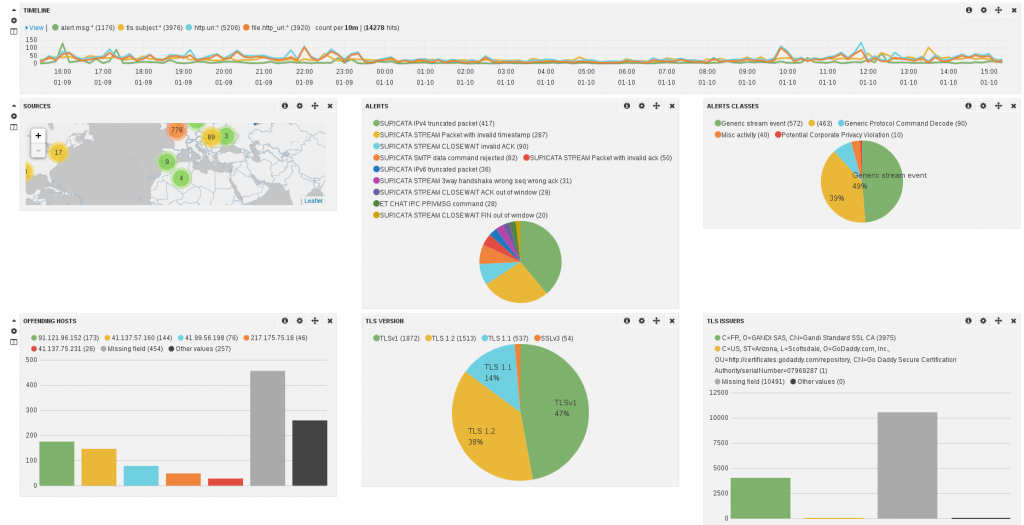 TIMELINE
View | alert.msg:* (1176) tls.subject:* (3976) http.uri:* (5206) file.http_uri:* (3920) count per 10m | (14278 hits)
150
100
50
0
16:00 17:00 18:00 19:00 20:00 21:00 22:00 23:00 00:00 01:00 02:00 03:00 04:00 05:00 06:00 07:00 08:00 09:00 10:00 11:00 12:00 13:00 14:00 15:00
01-09 01-09 01-09 01-09 01-09 01-09 01-09 01-09 01-10 01-10 01-10 01-10 01-10 01-10 01-10 01-10 01-10 01-10 01-10 01-10 01-10 01-10 01-10 01-10
SOURCES
+
-
776
89
3
17
9
4
| Leaflet
ALERTS
SURICATA IPv4 truncated packet (417)
SURICATA STREAM Packet with invalid timestamp (287)
SURICATA STREAM CLOSEWAIT invalid ACK (90)
SURICATA SMTP data command rejected (82) SURICATA STREAM Packet with invalid ack (50)
SURICATA IPv6 truncated packet (36)
SURICATA STREAM 3way handshake wrong seq wrong ack (31)
SURICATA STREAM CLOSEWAIT ACK out of window (29)
ET CHAT IRC PRIVMSG command (28)
SURICATA STREAM CLOSEWAIT FIN out of window (20)
ALERTS CLASSES
Generic stream event (572) (463) Generic Protocol Command Decode (90)
Misc activity (40) Potential Corporate Privacy Violation (10)
Generic stream event
49%
39%
OFFENDING HOSTS
91.121.96.152 (173) 41.137.57.160 (144) 41.99.56.198 (76) 217.175.75.18 (46)
41.137.75.231 (26) Missing field (454) Other values (257)
500
400
300
200
100
0
TLS VERSION
TLSv1 (1872) TLS 1.2 (1513) TLS 1.1 (537) SSLv3 (54)
TLS 1.1
14%
TLSv1
47%
TLS 1.2
38%
TLS ISSUERS
C=FR, O=GANDI SAS, CN=Gandi Standard SSL CA (3975)
C=US, ST=Arizona, L=Scottsdale, O=GoDaddy.com, Inc.,
OU=http://certificates.godaddy.com/repository, CN=Go Daddy Secure Certification
Authority/serialNumber=07969287 (1)
Missing field (10491) Other values (0)
12500
10000
7500
5000
2500
0